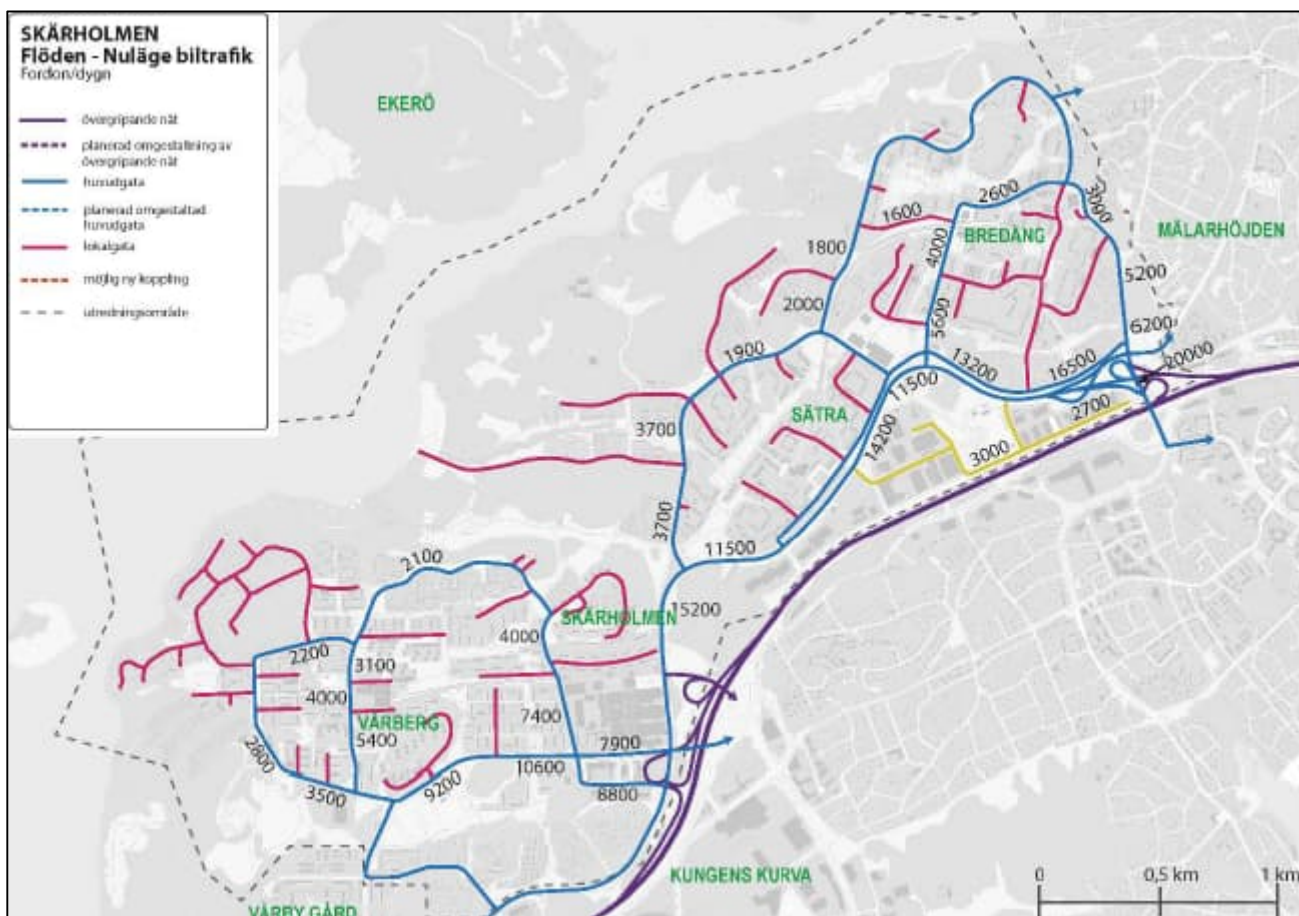 SKÄRHOLMEN
Flöden - Nuläge biltrafik
Fordon/dygn
övergripande nät
planerad omgestaltning av
övergripande nät
huvudgata
planerad omgestaltad
huvudgata
lokalgata
möjlig ny koppling
utredningsområde
EKERÖ
2600
3000
1600
BREDÄNG
MÄLARHÖJDEN
1800
4000
5200
2000
5600
6200
1900
13200
16500
20000
11500
2700
3700
SÄTRA
14200
3000
3700
11500
2100
15200
SKÄRHOLMEN
4000
2200
3100
4000
7400
VÅRBERG
5400
7900
2800
10600
9200
3500
8800
KUNGENS KURVA
0
0,5 km
1 km
VÅRBY GÅRD